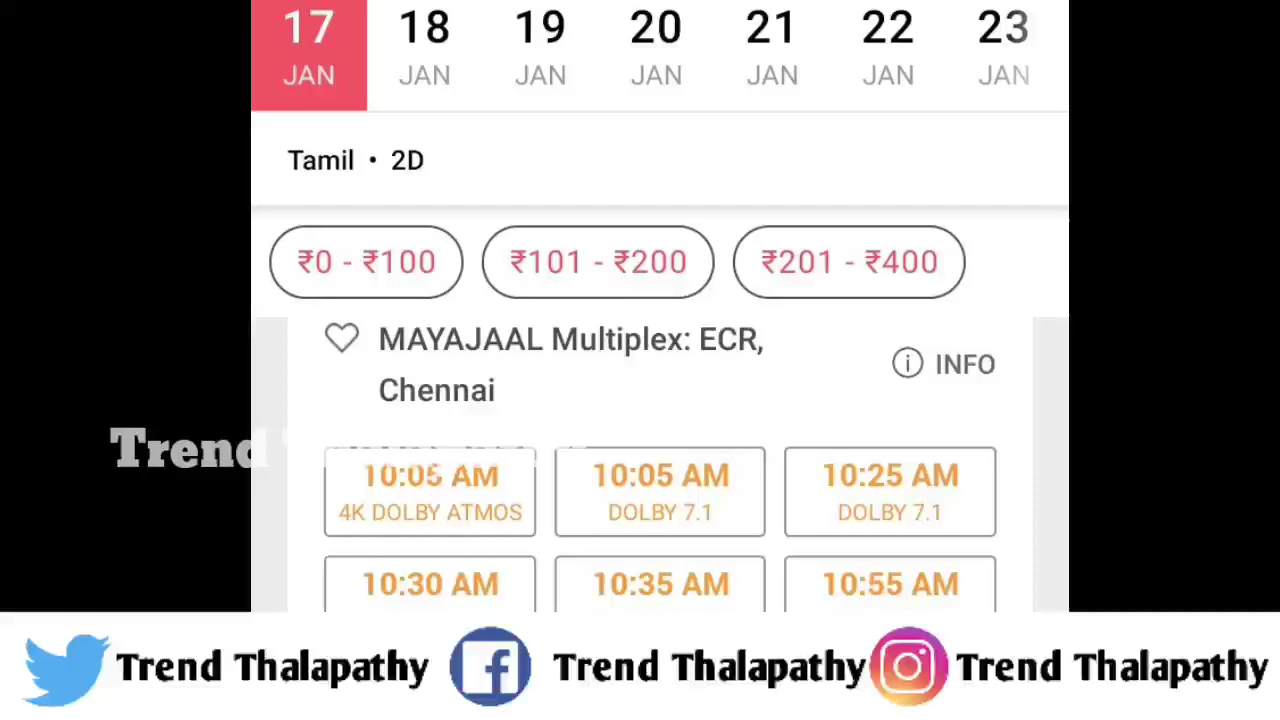 17 18 19 20 21 22 23
JAN JAN JAN JAN JAN JAN JAN
Tamil • 2D
₹0 - ₹100 ₹101 - ₹200 ₹201 - ₹400
MAYAJAAL Multiplex: ECR,
Chennai
INFO
Trend
10:05 AM 10:05 AM 10:25 AM
4K DOLBY ATMOS DOLBY 7.1 DOLBY 7.1
10:30 AM 10:35 AM 10:55 AM
Trend Thalapathy Trend Thalapathy Trend Thalapathy